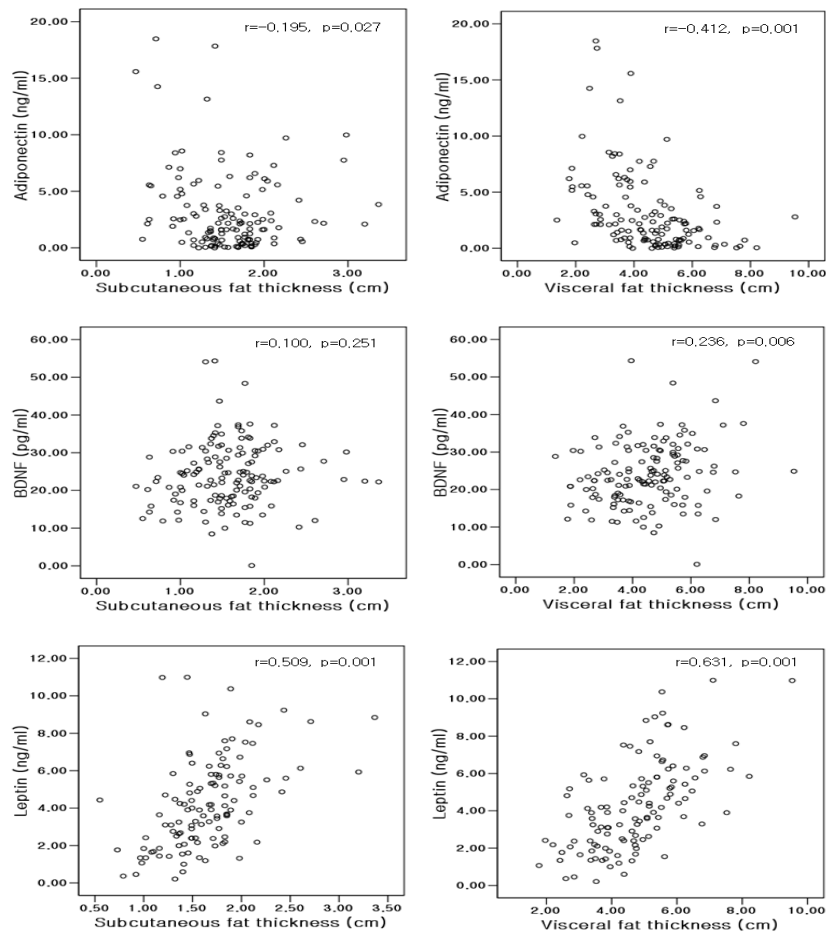 r=-0.195, p=0.027
Adiponectin (ng/ml)
20.00
15.00
10.00
5.00
0.00
0.00 1.00 2.00 3.00
Subcutaneous fat thickness (cm)
r=-0.412, p=0.001
Adiponectin (ng/ml)
20.00
15.00
10.00
5.00
0.00
0.00 2.00 4.00 6.00 8.00 10.00
Visceral fat thickness (cm)
r=0.100, p=0.251
BDNF (pg/ml)
60.00
50.00
40.00
30.00
20.00
10.00
0.00
0.00 1.00 2.00 3.00
Subcutaneous fat thickness (cm)
r=0.236, p=0.006
BDNF (pg/ml)
60.00
50.00
40.00
30.00
20.00
10.00
0.00
0.00 2.00 4.00 6.00 8.00 10.00
Visceral fat thickness (cm)
r=0.509, p=0.001
Leptin (ng/ml)
12.00
10.00
8.00
6.00
4.00
2.00
0.00
0.50 1.00 1.50 2.00 2.50 3.00 3.50
Subcutaneous fat thickness (cm)
r=0.631, p=0.001
Leptin (ng/ml)
12.00
10.00
8.00
6.00
4.00
2.00
0.00
2.00 4.00 6.00 8.00 10.00
Visceral fat thickness (cm)